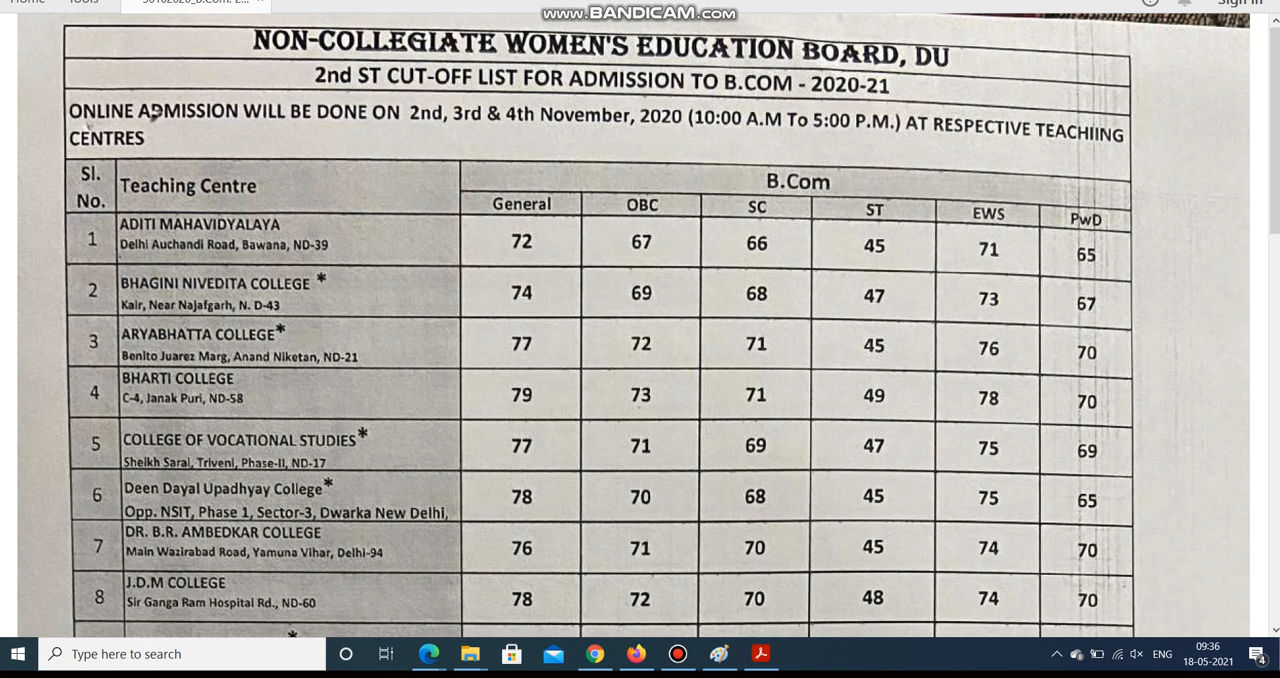 Home Tools 30102020_B.Com. 2... × Sign In
www.BANDICAM.com
NON-COLLEGIATE WOMEN'S EDUCATION BOARD, DU
2nd ST CUT-OFF LIST FOR ADMISSION TO B.COM - 2020-21
ONLINE ADMISSION WILL BE DONE ON 2nd, 3rd & 4th November, 2020 (10:00 A.M To 5:00 P.M.) AT RESPECTIVE TEACHIING
CENTRES
Sl. No. Teaching Centre B.Com
General OBC SC ST EWS PwD
1 ADITI MAHAVIDYALAYA 72 67 66 45 71 65
Delhi Auchandi Road, Bawana, ND-39
2 BHAGINI NIVEDITA COLLEGE * 74 69 68 47 73 67
Kair, Near Najafgarh, N. D-43
3 ARYABHATTA COLLEGE* 77 72 71 45 76 70
Benito Juarez Marg, Anand Niketan, ND-21
4 BHARTI COLLEGE 79 73 71 49 78 70
C-4, Janak Puri, ND-58
5 COLLEGE OF VOCATIONAL STUDIES* 77 71 69 47 75 69
Sheikh Sarai, Triveni, Phase-II, ND-17
6 Deen Dayal Upadhyay College* 78 70 68 45 75 65
Opp. NSIT, Phase 1, Sector-3, Dwarka New Delhi,
7 DR. B.R. AMBEDKAR COLLEGE 76 71 70 45 74 70
Main Wazirabad Road, Yamuna Vihar, Delhi-94
8 J.D.M COLLEGE 78 72 70 48 74 70
Sir Ganga Ram Hospital Rd., ND-60
*
Type here to search ENG 09:36
18-05-2021 4